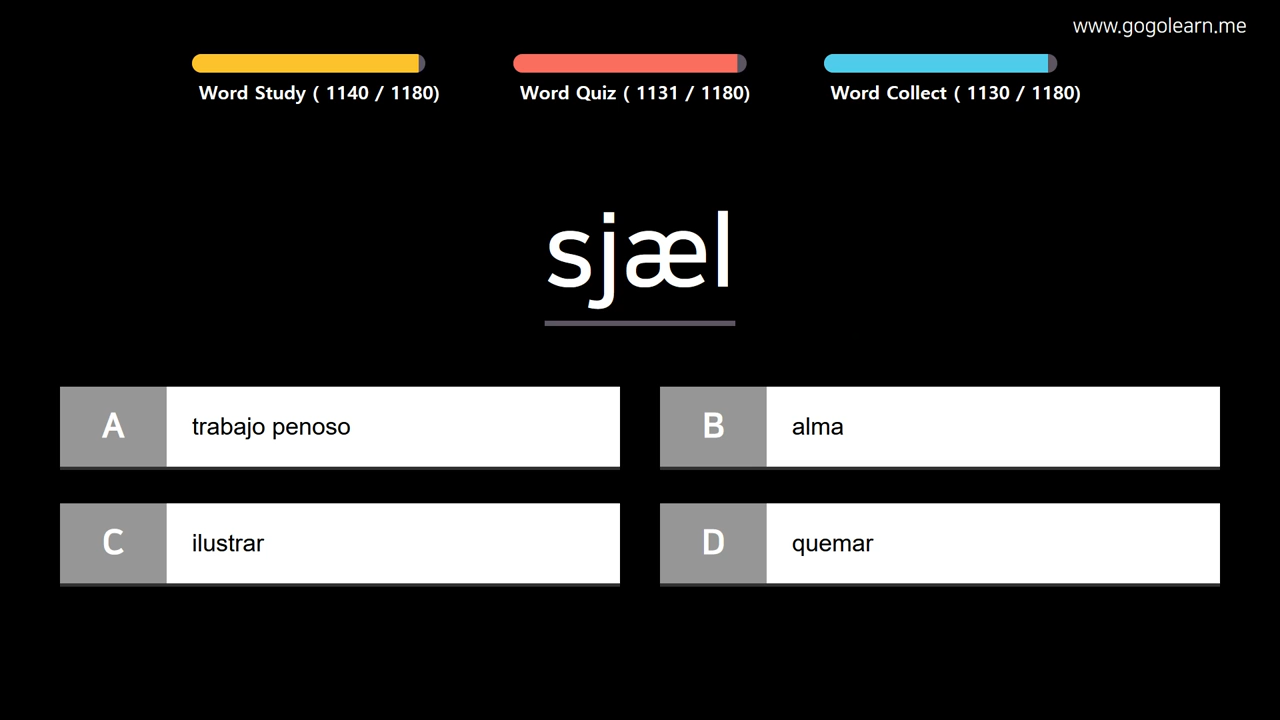 www.gogolearn.me
Word Study ( 1140 / 1180)
Word Quiz ( 1131 / 1180)
Word Collect ( 1130 / 1180)
sjæl
A trabajo penoso
B alma
C ilustrar
D quemar